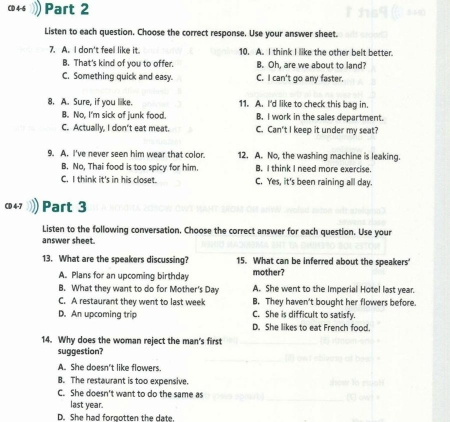 CD 4-6 Part 2
Listen to each question. Choose the correct response. Use your answer sheet.
7. A. I don't feel like it.
B. That's kind of you to offer.
C. Something quick and easy.
8. A. Sure, if you like.
B. No, I'm sick of junk food.
C. Actually, I don't eat meat.
9. A. I've never seen him wear that color.
B. No, Thai food is too spicy for him.
C. I think it's in his closet.
10. A. I think I like the other belt better.
B. Oh, are we about to land?
C. I can't go any faster.
11. A. I'd like to check this bag in.
B. I work in the sales department.
C. Can't I keep it under my seat?
12. A. No, the washing machine is leaking.
B. I think I need more exercise.
C. Yes, it's been raining all day.
CD 4-7 Part 3
Listen to the following conversation. Choose the correct answer for each question. Use your
answer sheet.
13. What are the speakers discussing?
A. Plans for an upcoming birthday
B. What they want to do for Mother's Day
C. A restaurant they went to last week
D. An upcoming trip
14. Why does the woman reject the man's first
suggestion?
A. She doesn't like flowers.
B. The restaurant is too expensive.
C. She doesn't want to do the same as
last year.
D. She had forgotten the date.
15. What can be inferred about the speakers'
mother?
A. She went to the Imperial Hotel last year.
B. They haven't bought her flowers before.
C. She is difficult to satisfy.
D. She likes to eat French food.